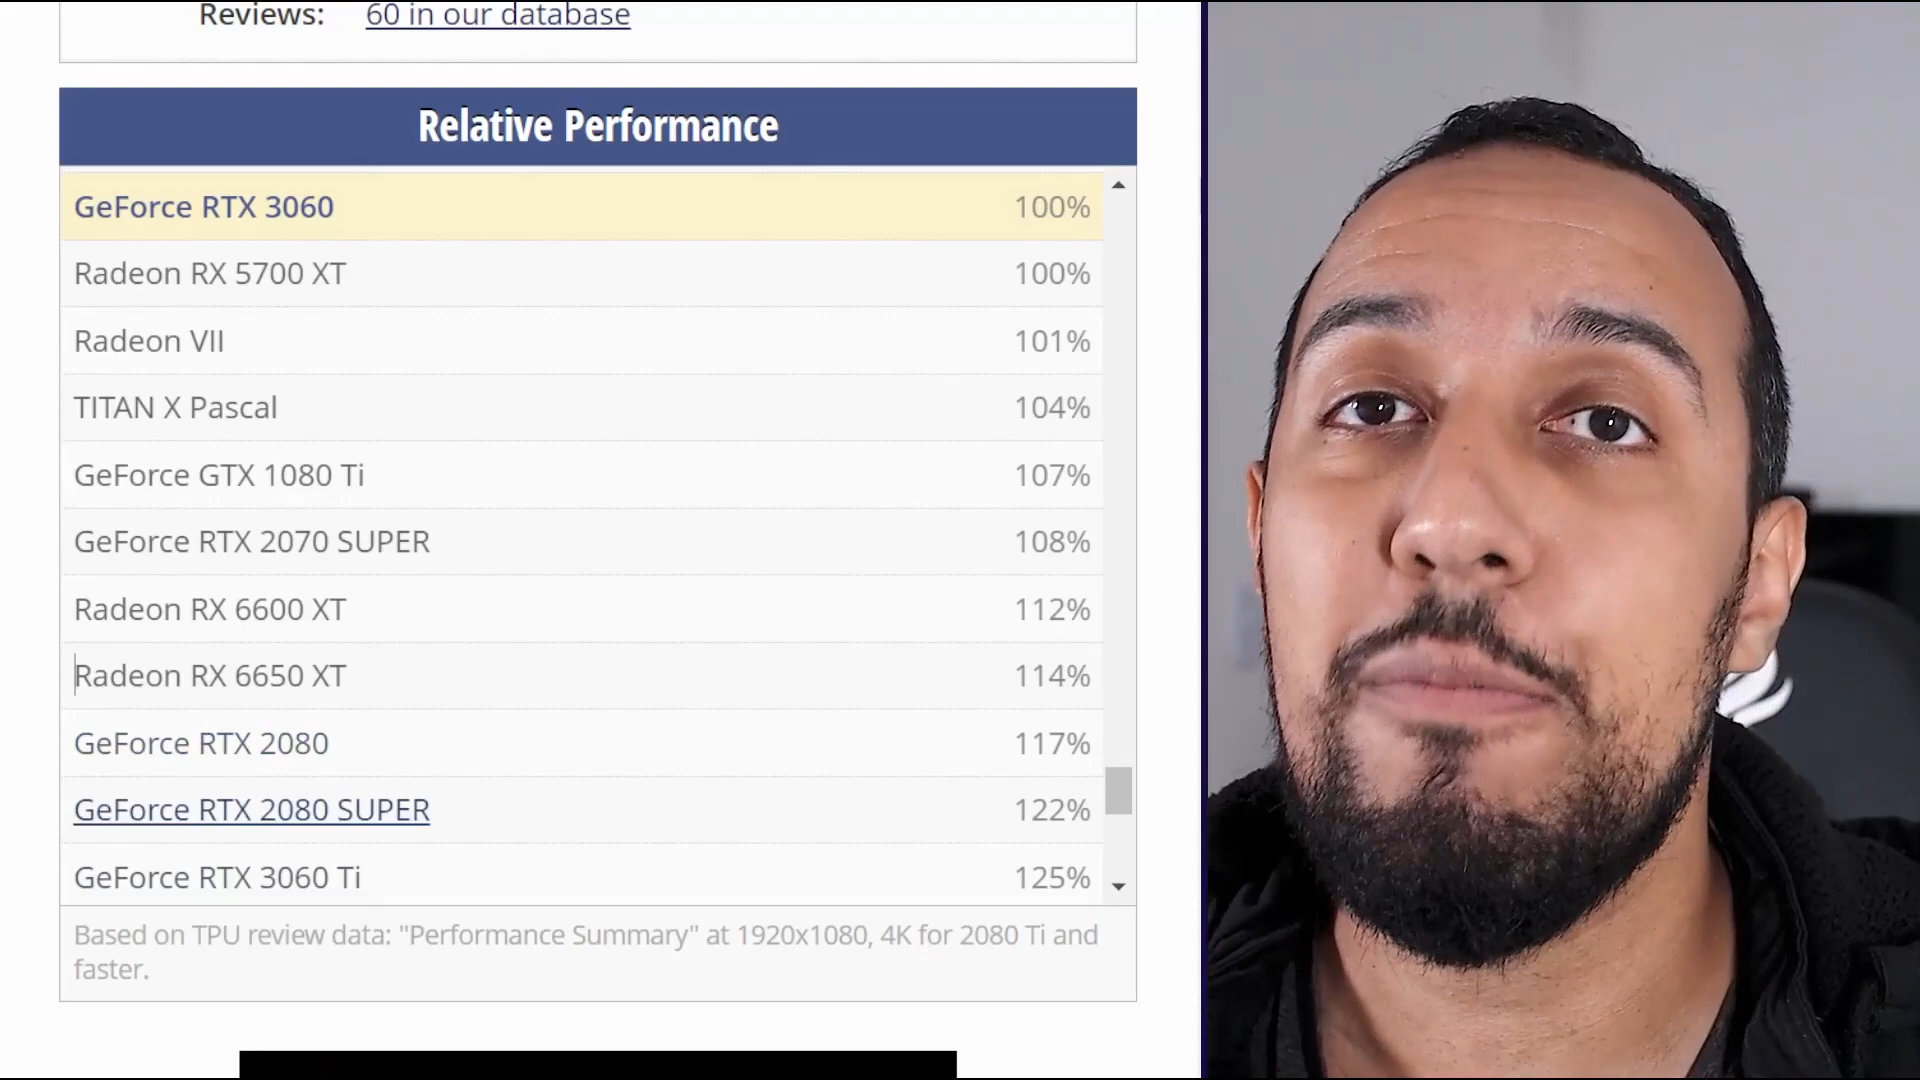 Reviews: 60 in our database
Relative Performance
GeForce RTX 3060 100%
Radeon RX 5700 XT 100%
Radeon VII 101%
TITAN X Pascal 104%
GeForce GTX 1080 Ti 107%
GeForce RTX 2070 SUPER 108%
Radeon RX 6600 XT 112%
Radeon RX 6650 XT 114%
GeForce RTX 2080 117%
GeForce RTX 2080 SUPER 122%
GeForce RTX 3060 Ti 125%
Based on TPU review data: "Performance Summary" at 1920x1080, 4K for 2080 Ti and
faster.